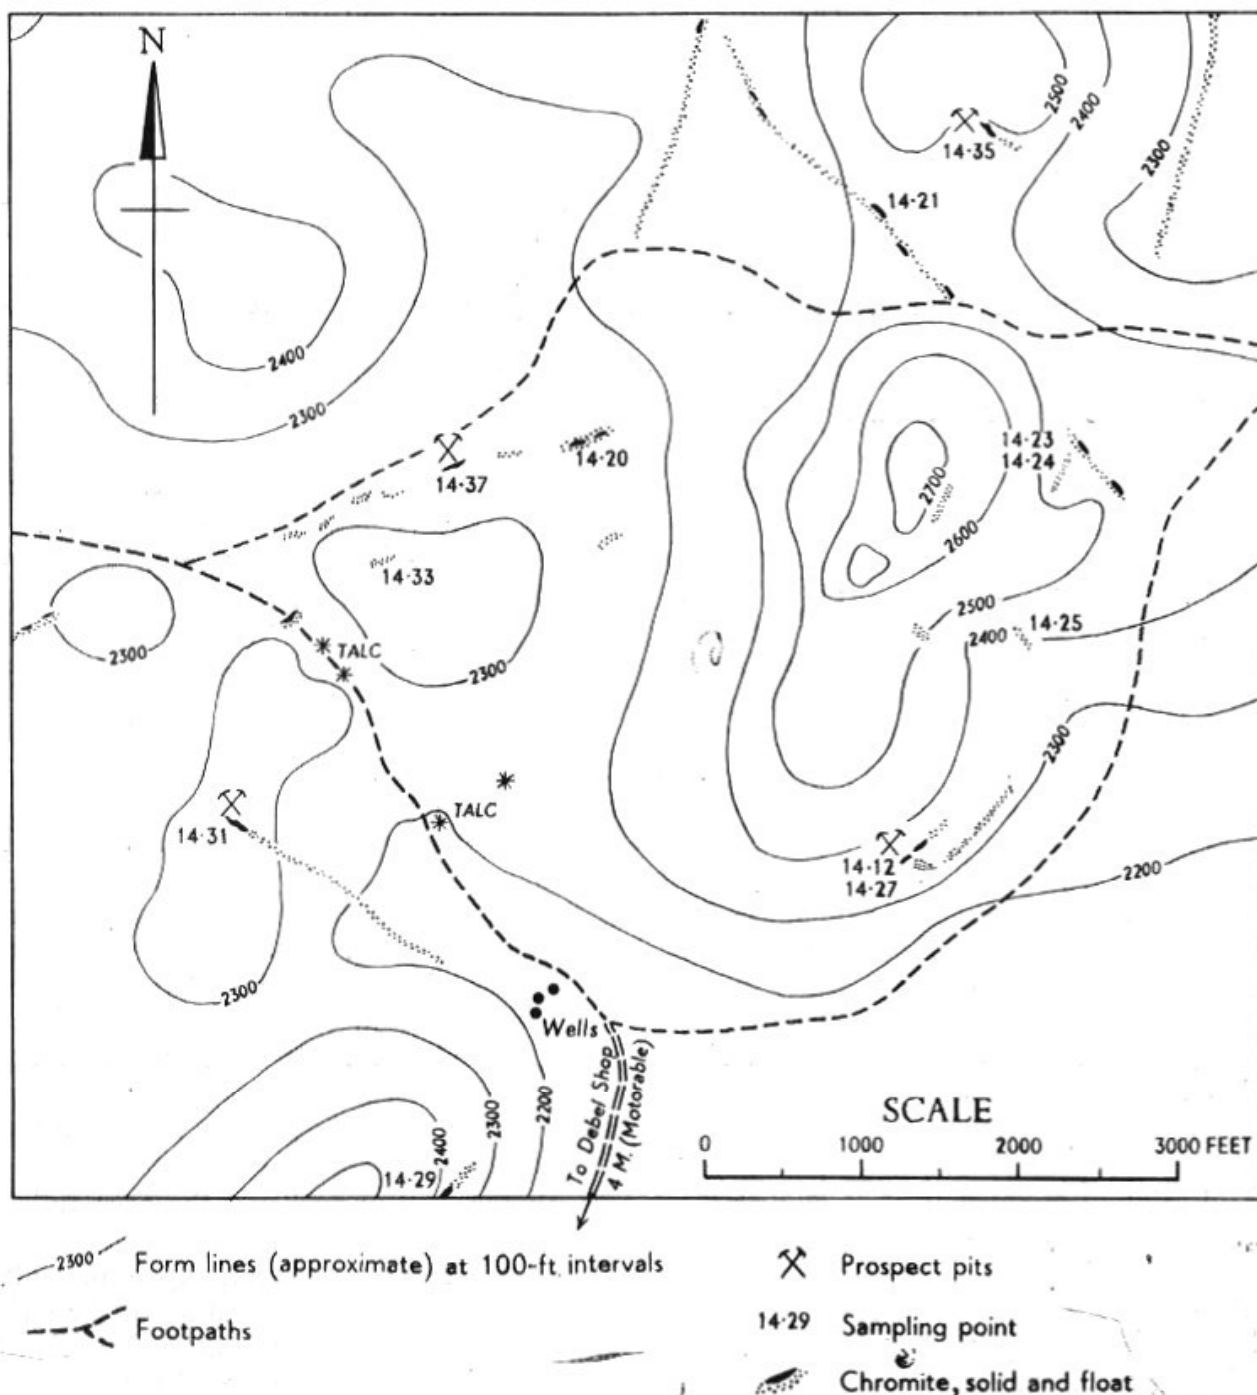 N
2500
2400
2300
14·35
14·21
2400
2300
14·37
14·20
14·23
14·24
2700
2600
14·33
2500
14·25
2400
2300
TALC
2300
2300
TALC
14·31
14·12
14·27
2200
2300
Wells
To Debel Shop
4 M. (Motorable)
2200
2300
2400
14·29
SCALE
0 1000 2000 3000 FEET
2300 Form lines (approximate) at 100-ft. intervals
Footpaths
Prospect pits
14·29 Sampling point
Chromite, solid and float